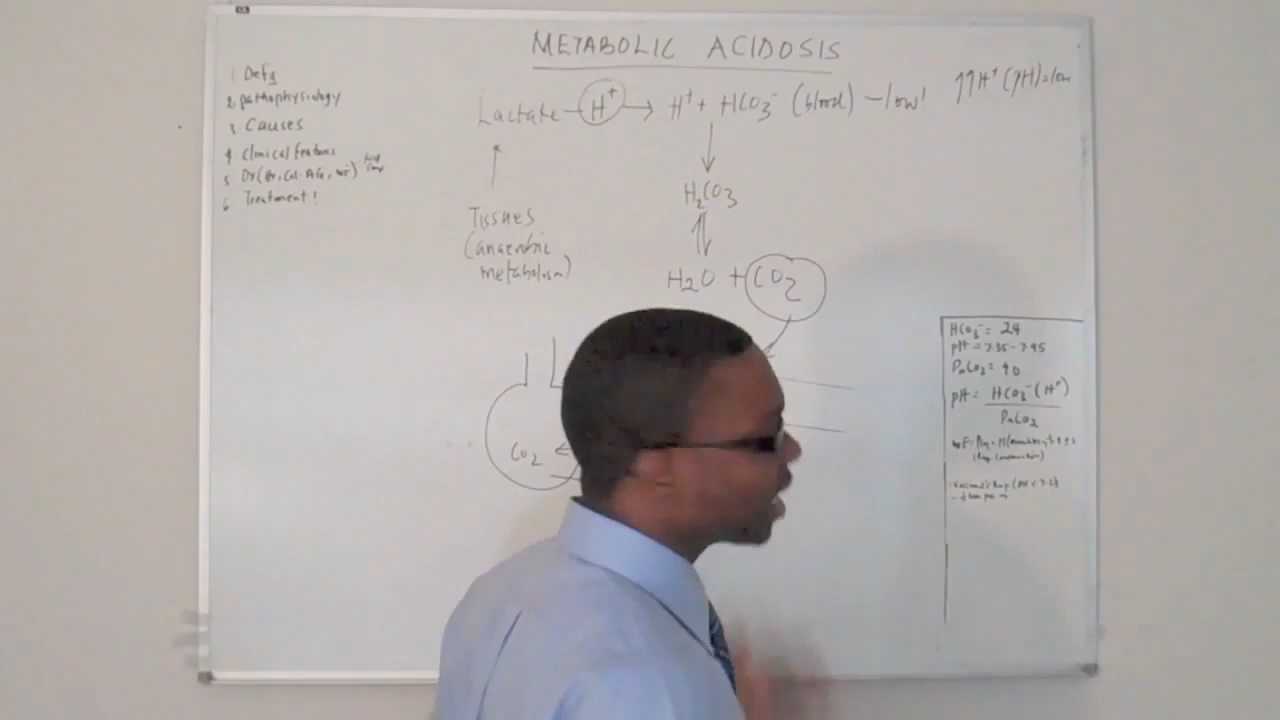 METABOLIC ACIDOSIS
1 Defn
2. pathophysiology
3 Causes
4 Clinical features
5 DX(
6 Treatment!
Lactate — H⁺ → H⁺ + HCO3⁻ (blood) — low!
↑↑H⁺ (pH)=low
H2CO3
H2O + CO2
Tissues
(anaerobic
metabolism)
CO2
HCO3⁻ = 24
pH = 7.35-7.45
PaCO2 = 40
pH = HCO3⁻ (H⁺)
PaCO2